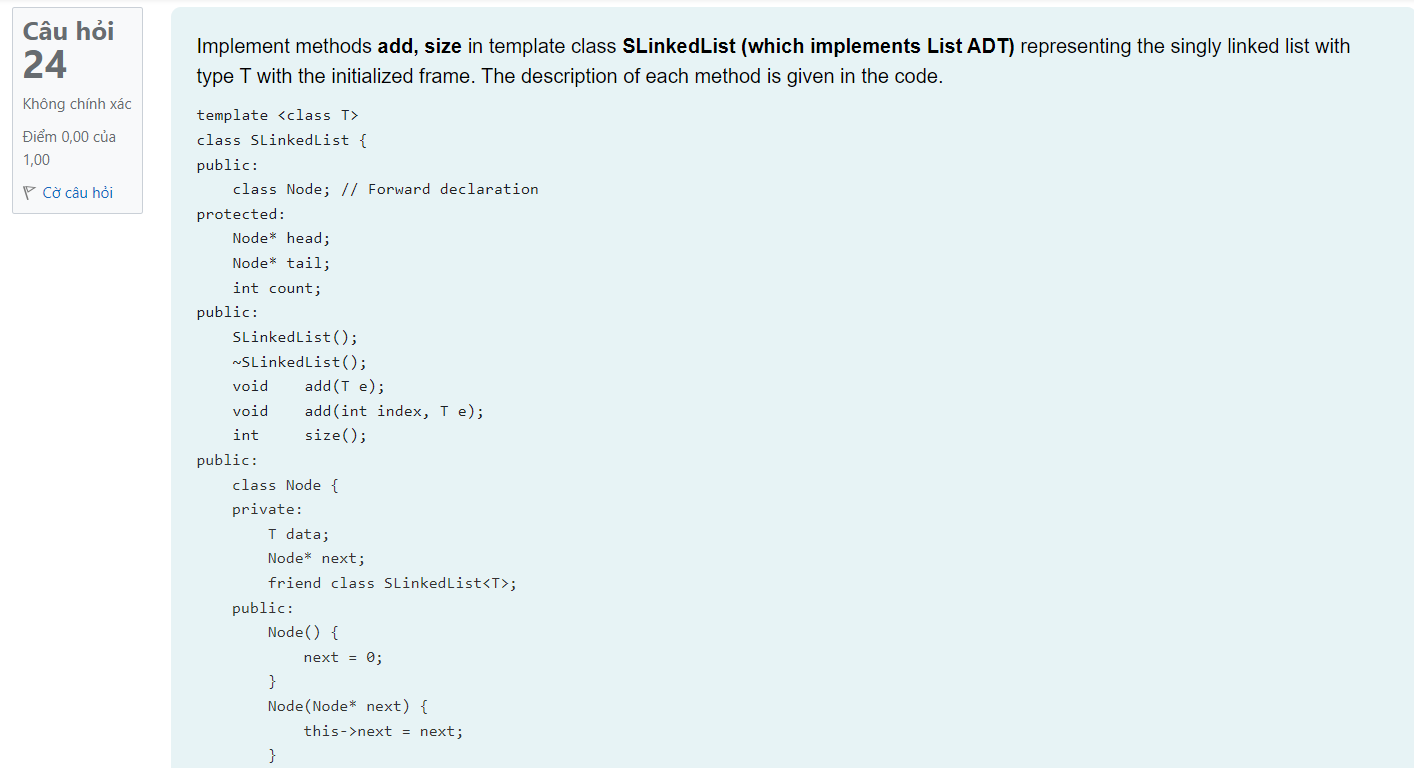 Câu hỏi
24
Không chính xác
Điểm 0,00 của
1,00
Cờ câu hỏi
Implement methods add, size in template class SLinkedList (which implements List ADT) representing the singly linked list with
type T with the initialized frame. The description of each method is given in the code.
template <class T>
class SLinkedList {
public:
    class Node; // Forward declaration
protected:
    Node* head;
    Node* tail;
    int count;
public:
    SLinkedList();
    ~SLinkedList();
    void    add(T e);
    void    add(int index, T e);
    int     size();
public:
    class Node {
    private:
        T data;
        Node* next;
        friend class SLinkedList<T>;
    public:
        Node() {
            next = 0;
        }
        Node(Node* next) {
            this->next = next;
        }